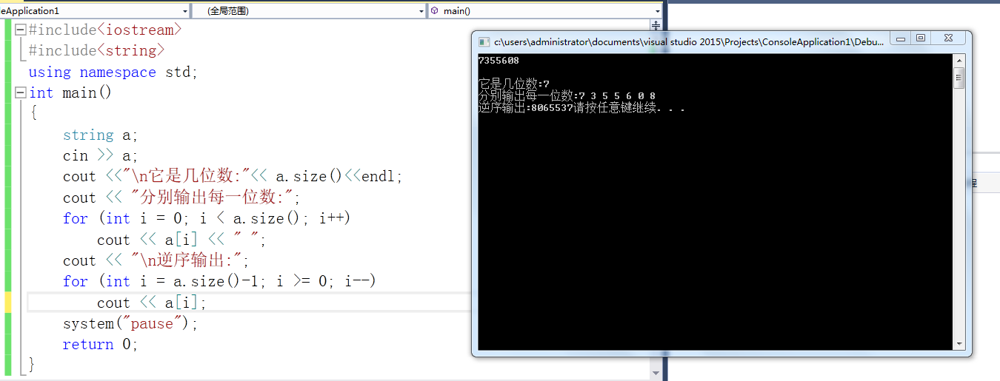 leApplication1
(全局范围)
main()
#include<iostream>
#include<string>
using namespace std;
int main()
{
string a;
cin >> a;
cout <<"\n它是几位数:"<< a.size()<<endl;
cout << "分别输出每一位数:";
for (int i = 0; i < a.size(); i++)
cout << a[i] << " ";
cout << "\n逆序输出:";
for (int i = a.size()-1; i >= 0; i--)
cout << a[i];
system("pause");
return 0;
}
c:\users\administrator\documents\visual studio 2015\Projects\ConsoleApplication1\Debu...
7355608
它是几位数:7
分别输出每一位数:7 3 5 5 6 0 8
逆序输出:8065537请按任意键继续. . .
程